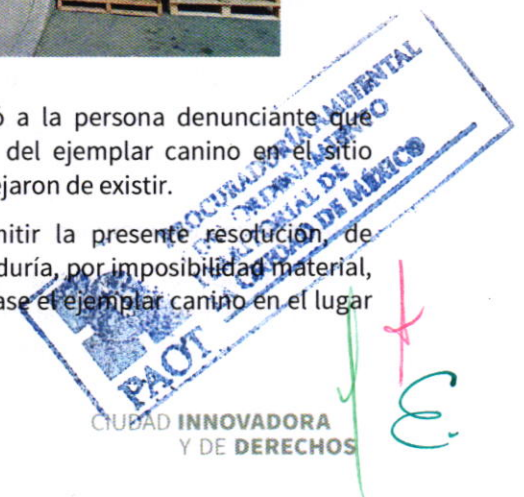 ó a la persona denunciante que
del ejemplar canino en el sitio
ejaron de existir.
mitir la presente resolución, de
duría, por imposibilidad material,
ase el ejemplar canino en el lugar
PROCURADURÍA AMBIENTAL
Y DEL ORDENAMIENTO
TERRITORIAL DE
LA CIUDAD DE MÉXICO
PAOT
CIUDAD INNOVADORA
Y DE DERECHOS
E.